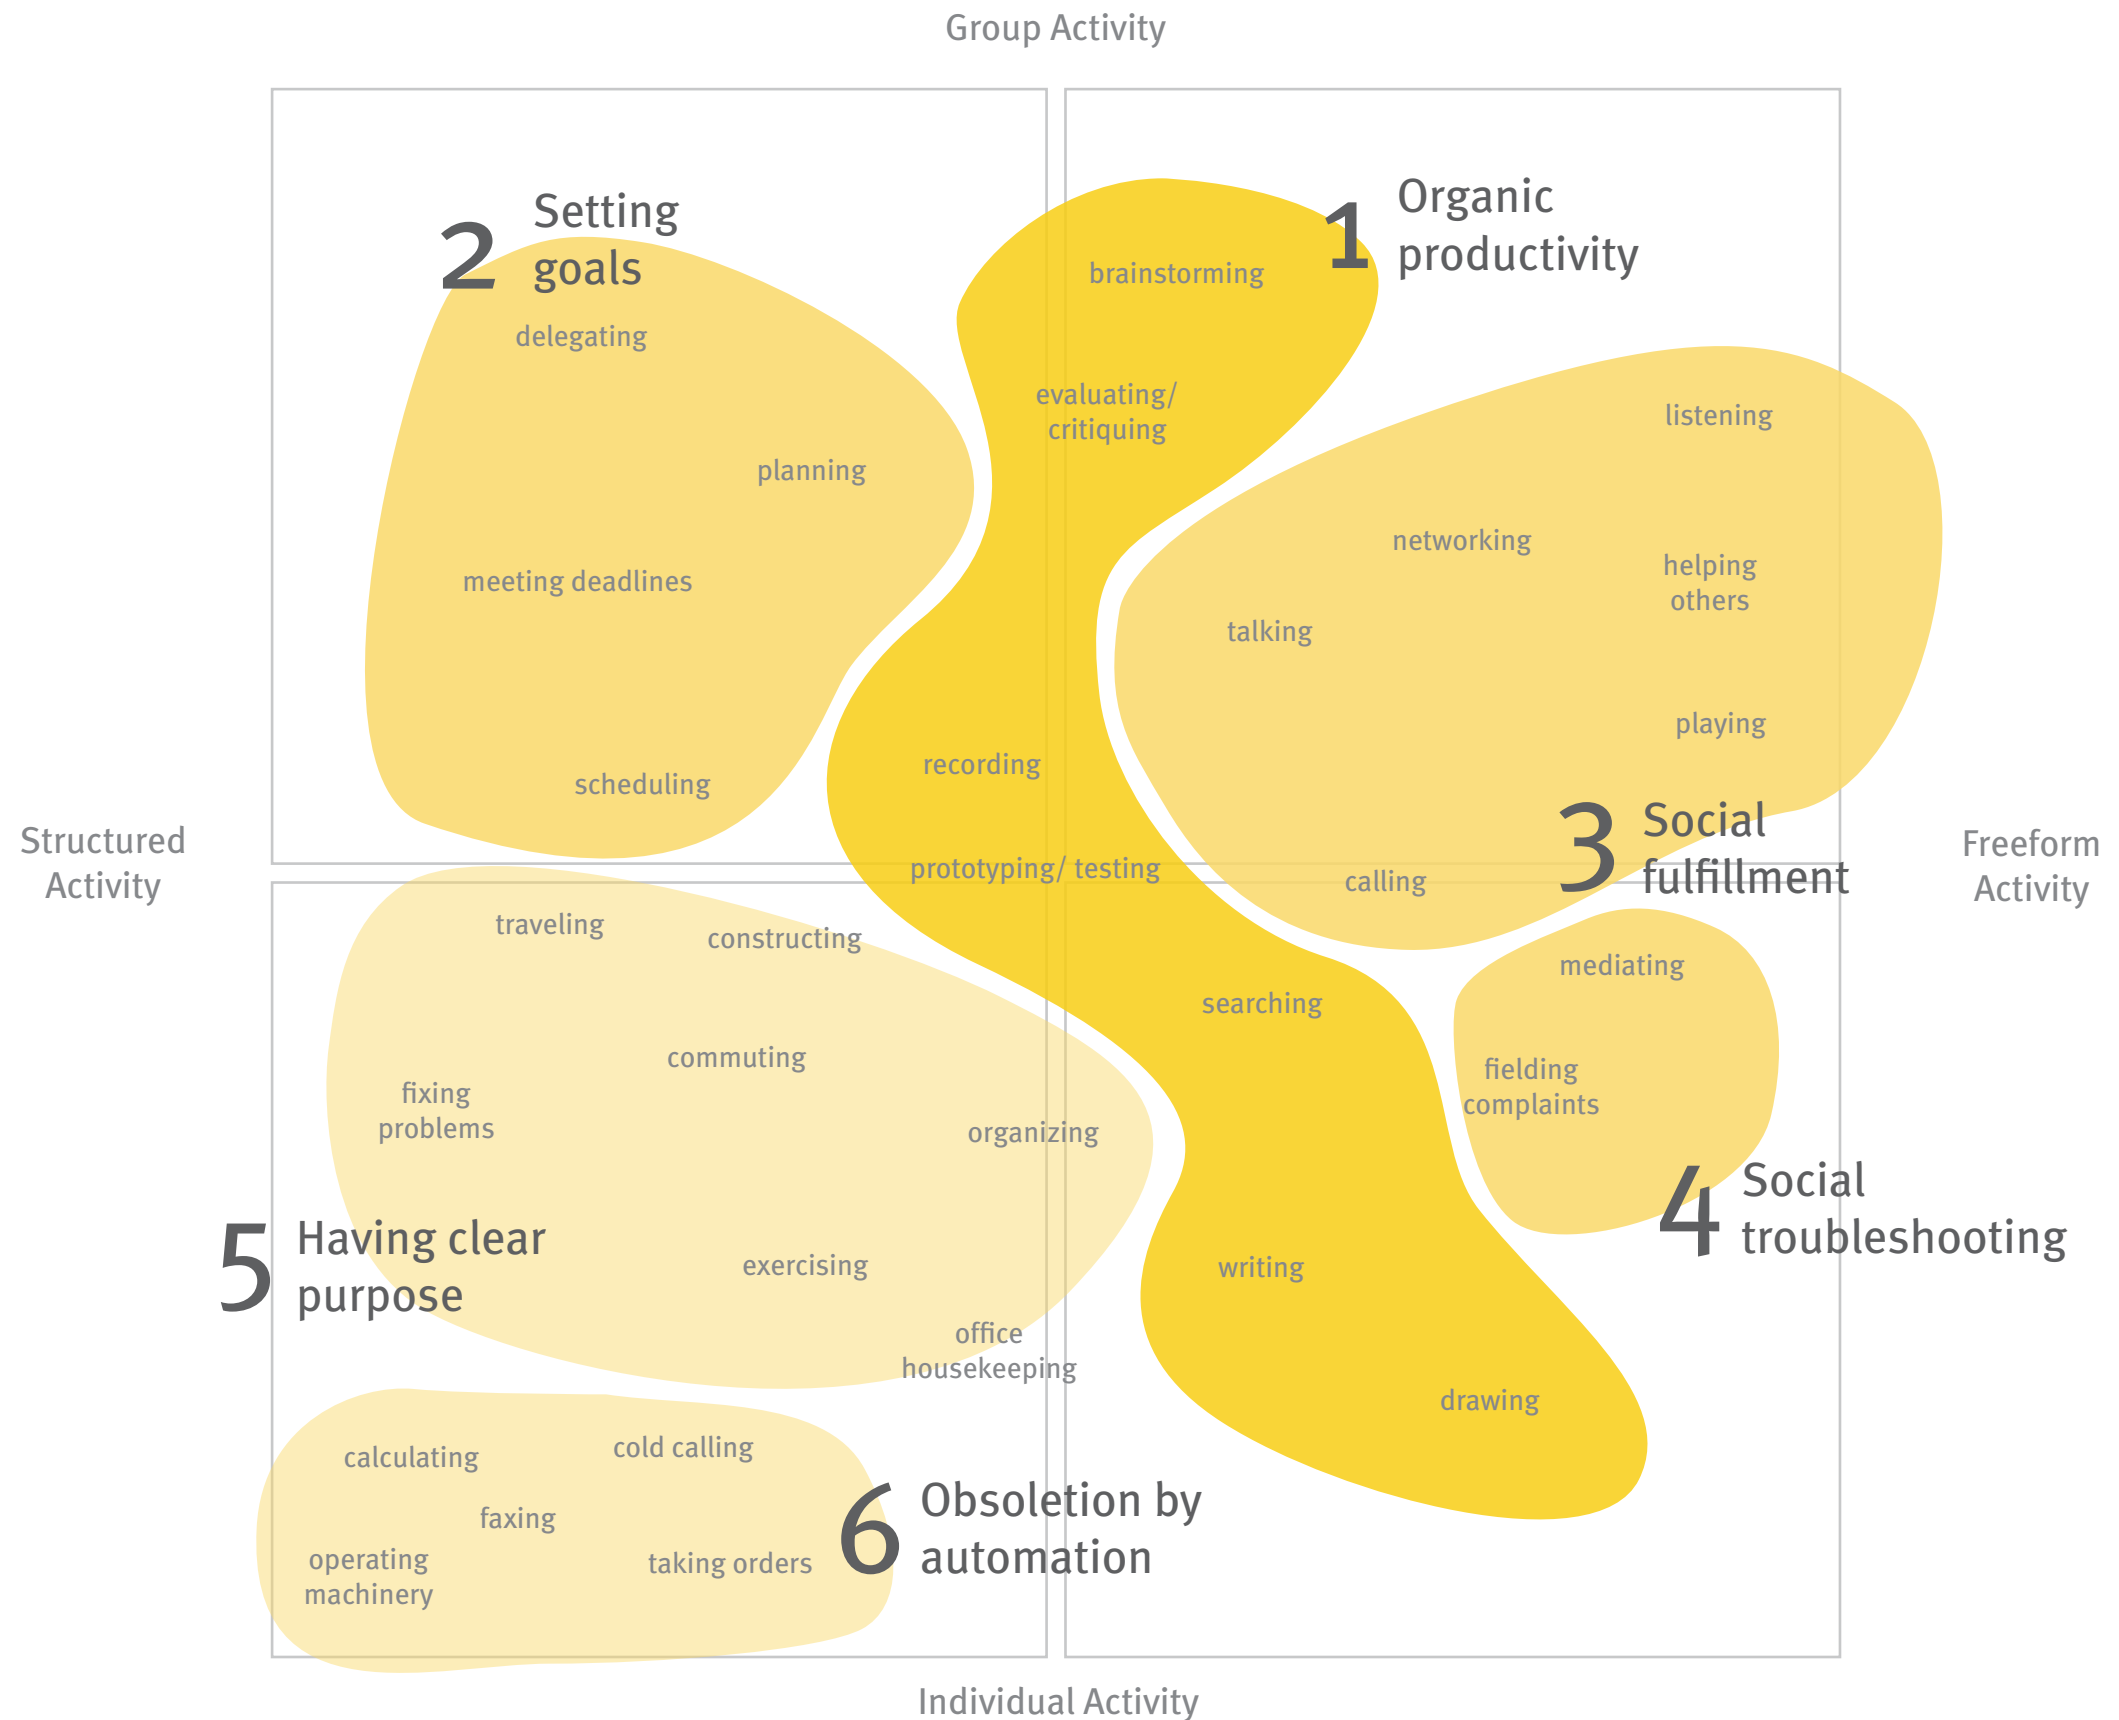 Group Activity
1
Organic
productivity
2
Setting
goals
brainstorming
delegating
evaluating/
critiquing
listening
planning
networking
helping
others
meeting deadlines
talking
playing
recording
scheduling
3
Social
fulfillment
Structured
Activity
Freeform
Activity
prototyping/ testing
calling
traveling
constructing
mediating
searching
commuting
fixing
problems
fielding
complaints
organizing
4
Social
troubleshooting
5
Having clear
purpose
exercising
writing
office
housekeeping
drawing
calculating
cold calling
faxing
6
Obsoletion by
automation
operating
machinery
taking orders
Individual Activity